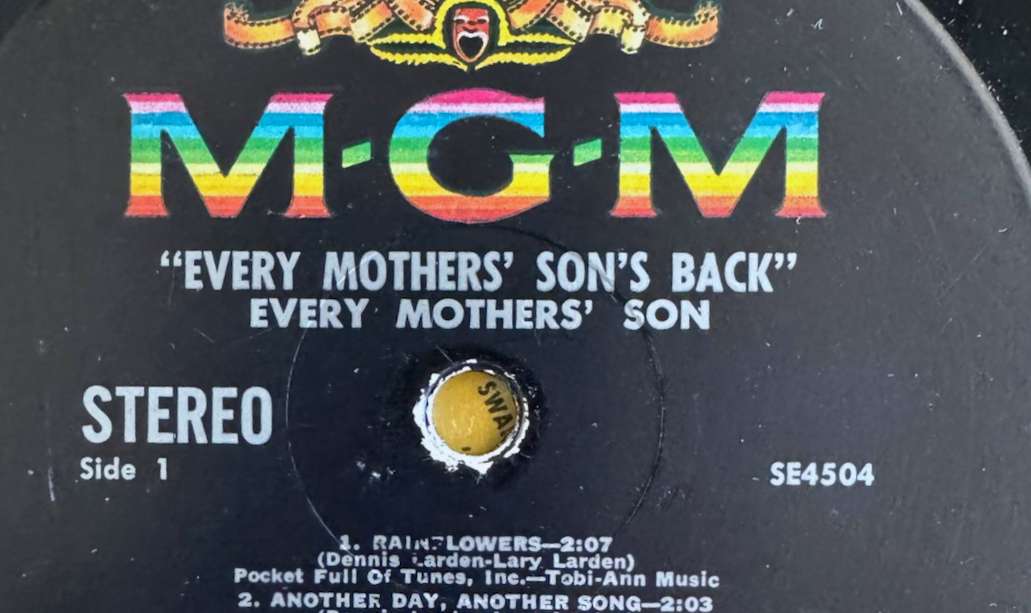 M-G-M
"EVERY MOTHERS' SON'S BACK"
EVERY MOTHERS' SON
STEREO
Side 1
SE4504
1. RAINFLOWERS—2:07
(Dennis Larden-Lary Larden)
Pocket Full Of Tunes, Inc.—Tobi-Ann Music
2. ANOTHER DAY, ANOTHER SONG—2:03